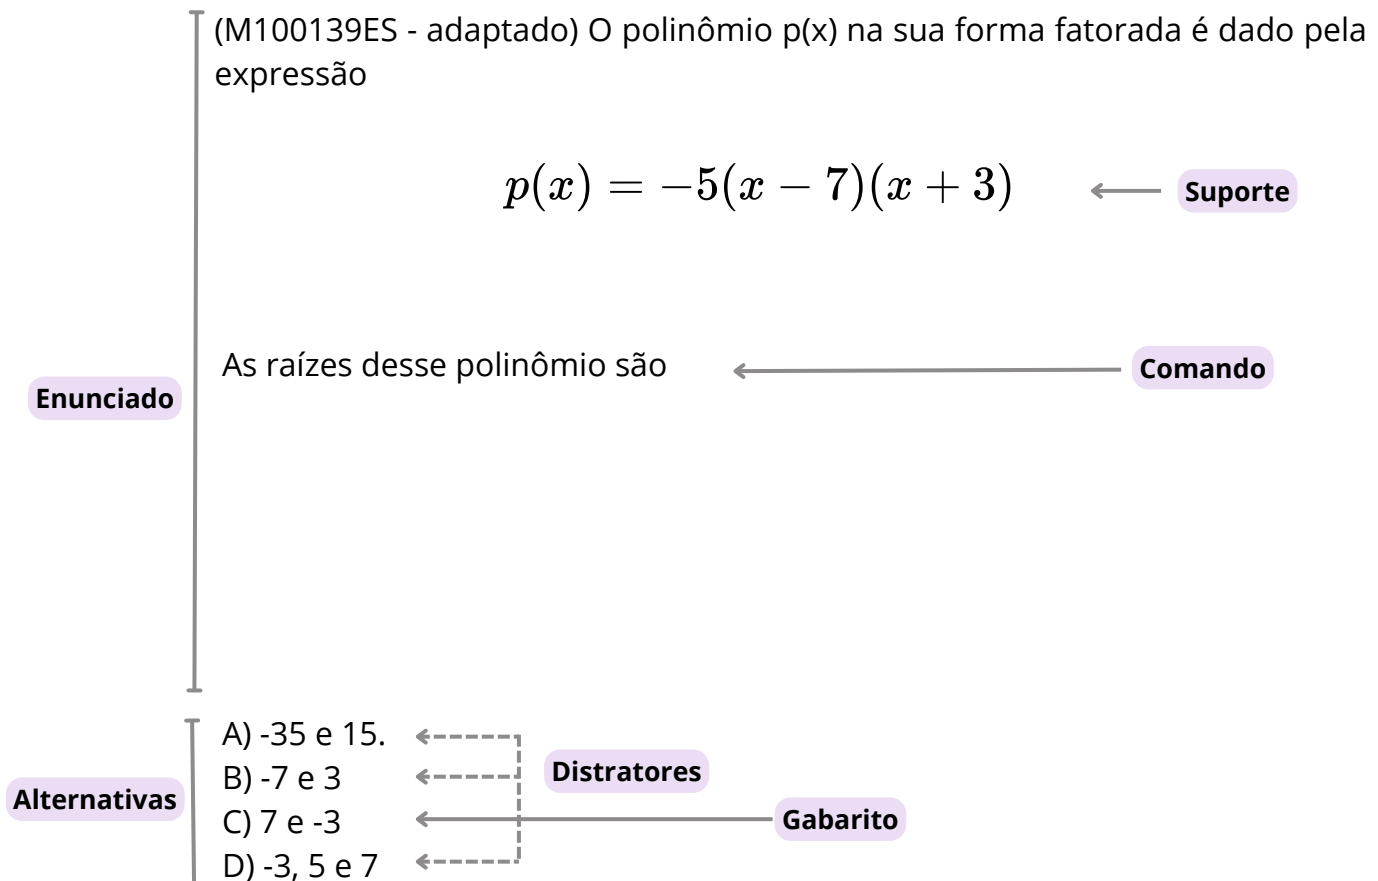 (M100139ES - adaptado) O polinômio p(x) na sua forma fatorada é dado pela
expressão
p(x) = −5(x − 7)(x + 3)
Suporte
As raízes desse polinômio são
Comando
Enunciado
A) -35 e 15.
B) -7 e 3
Distratores
Alternativas
C) 7 e -3
Gabarito
D) -3, 5 e 7